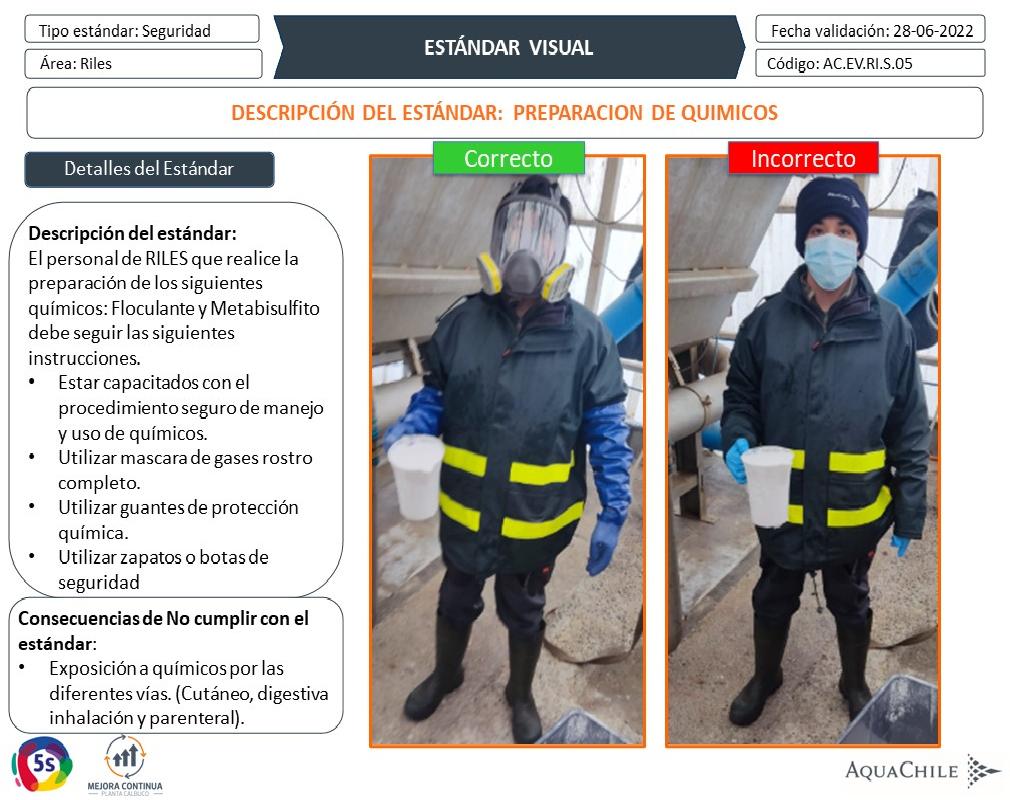 Tipo estándar: Seguridad
Área: Riles
ESTÁNDAR VISUAL
Fecha validación: 28-06-2022
Código: AC.EV.RI.S.05
DESCRIPCIÓN DEL ESTÁNDAR: PREPARACION DE QUIMICOS
Detalles del Estándar
Descripción del estándar:
El personal de RILES que realice la
preparación de los siguientes
químicos: Floculante y Metabisulfito
debe seguir las siguientes
instrucciones.
• Estar capacitados con el
procedimiento seguro de manejo
y uso de químicos.
• Utilizar mascara de gases rostro
completo.
• Utilizar guantes de protección
química.
• Utilizar zapatos o botas de
seguridad
Consecuencias de No cumplir con el
estándar:
• Exposición a químicos por las
diferentes vías. (Cutáneo, digestiva
inhalación y parenteral).
Correcto
Incorrecto
5s
MEJORA CONTINUA
PLANTA CALBUCO
AQUACHILE